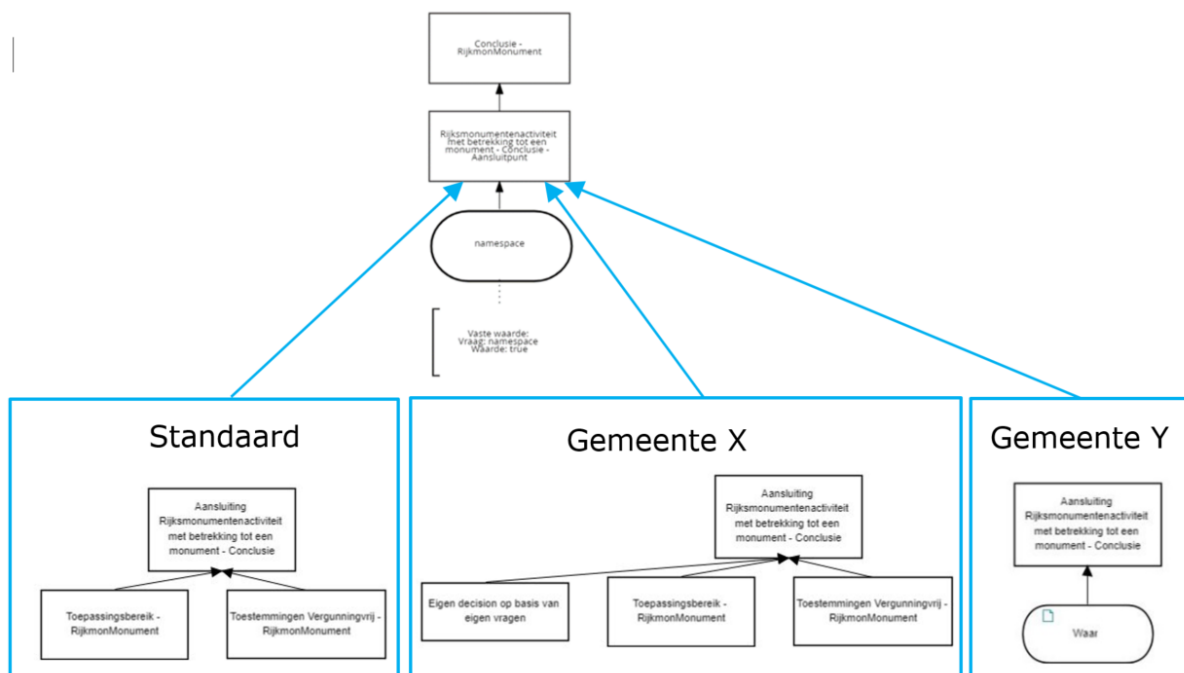 Conclusie -
RijkmonMonument
Rijksmonumentenactiviteit
met betrekking tot een
monument - Conclusie -
Aansluitpunt
namespace
Vaste waarde:
Vraag: namespace
Waarde: true
Standaard
Aansluiting
Rijksmonumentenactiviteit
met betrekking tot een
monument - Conclusie
Toepassingsbereik -
RijkmonMonument
Toestemmingen Vergunningvrij -
RijkmonMonument
Gemeente X
Aansluiting
Rijksmonumentenactiviteit
met betrekking tot een
monument - Conclusie
Eigen decision op basis van
eigen vragen
Toepassingsbereik -
RijkmonMonument
Toestemmingen Vergunningvrij -
RijkmonMonument
Gemeente Y
Aansluiting
Rijksmonumentenactiviteit
met betrekking tot een
monument - Conclusie
Waar